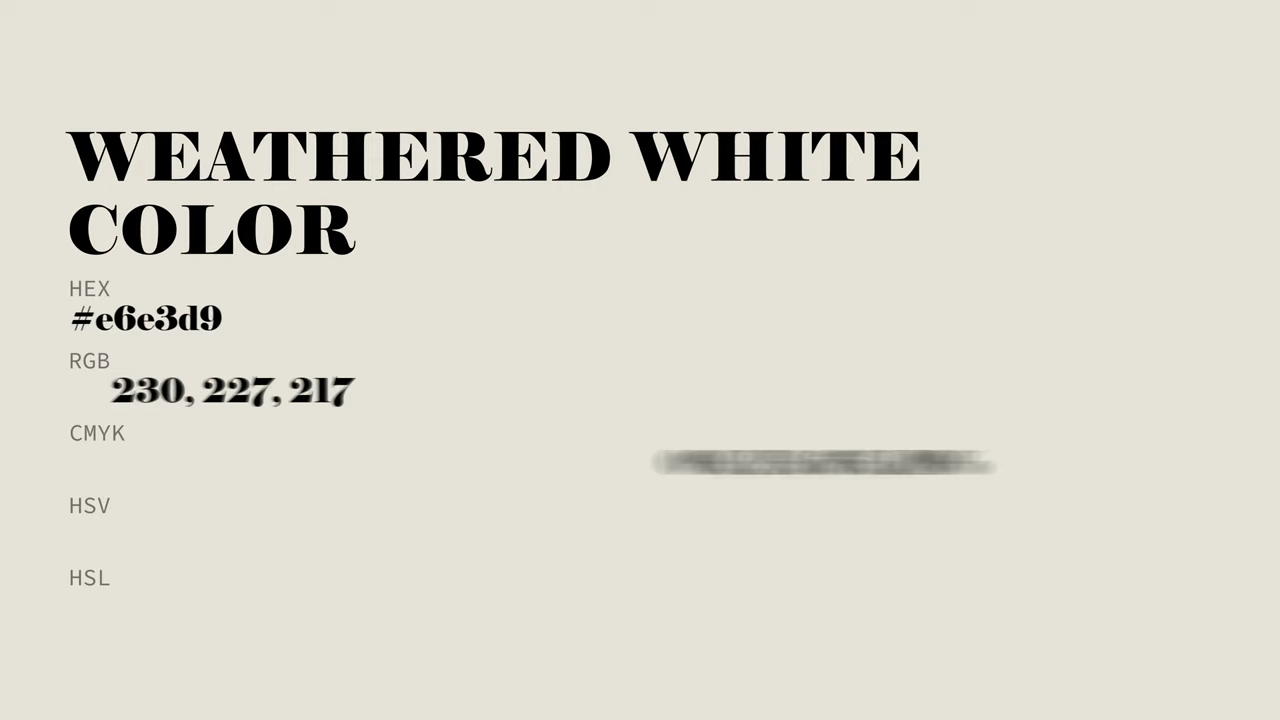 WEATHERED WHITE
COLOR
HEX
#e6e3d9
RGB
230, 227, 217
CMYK
HSV
HSL